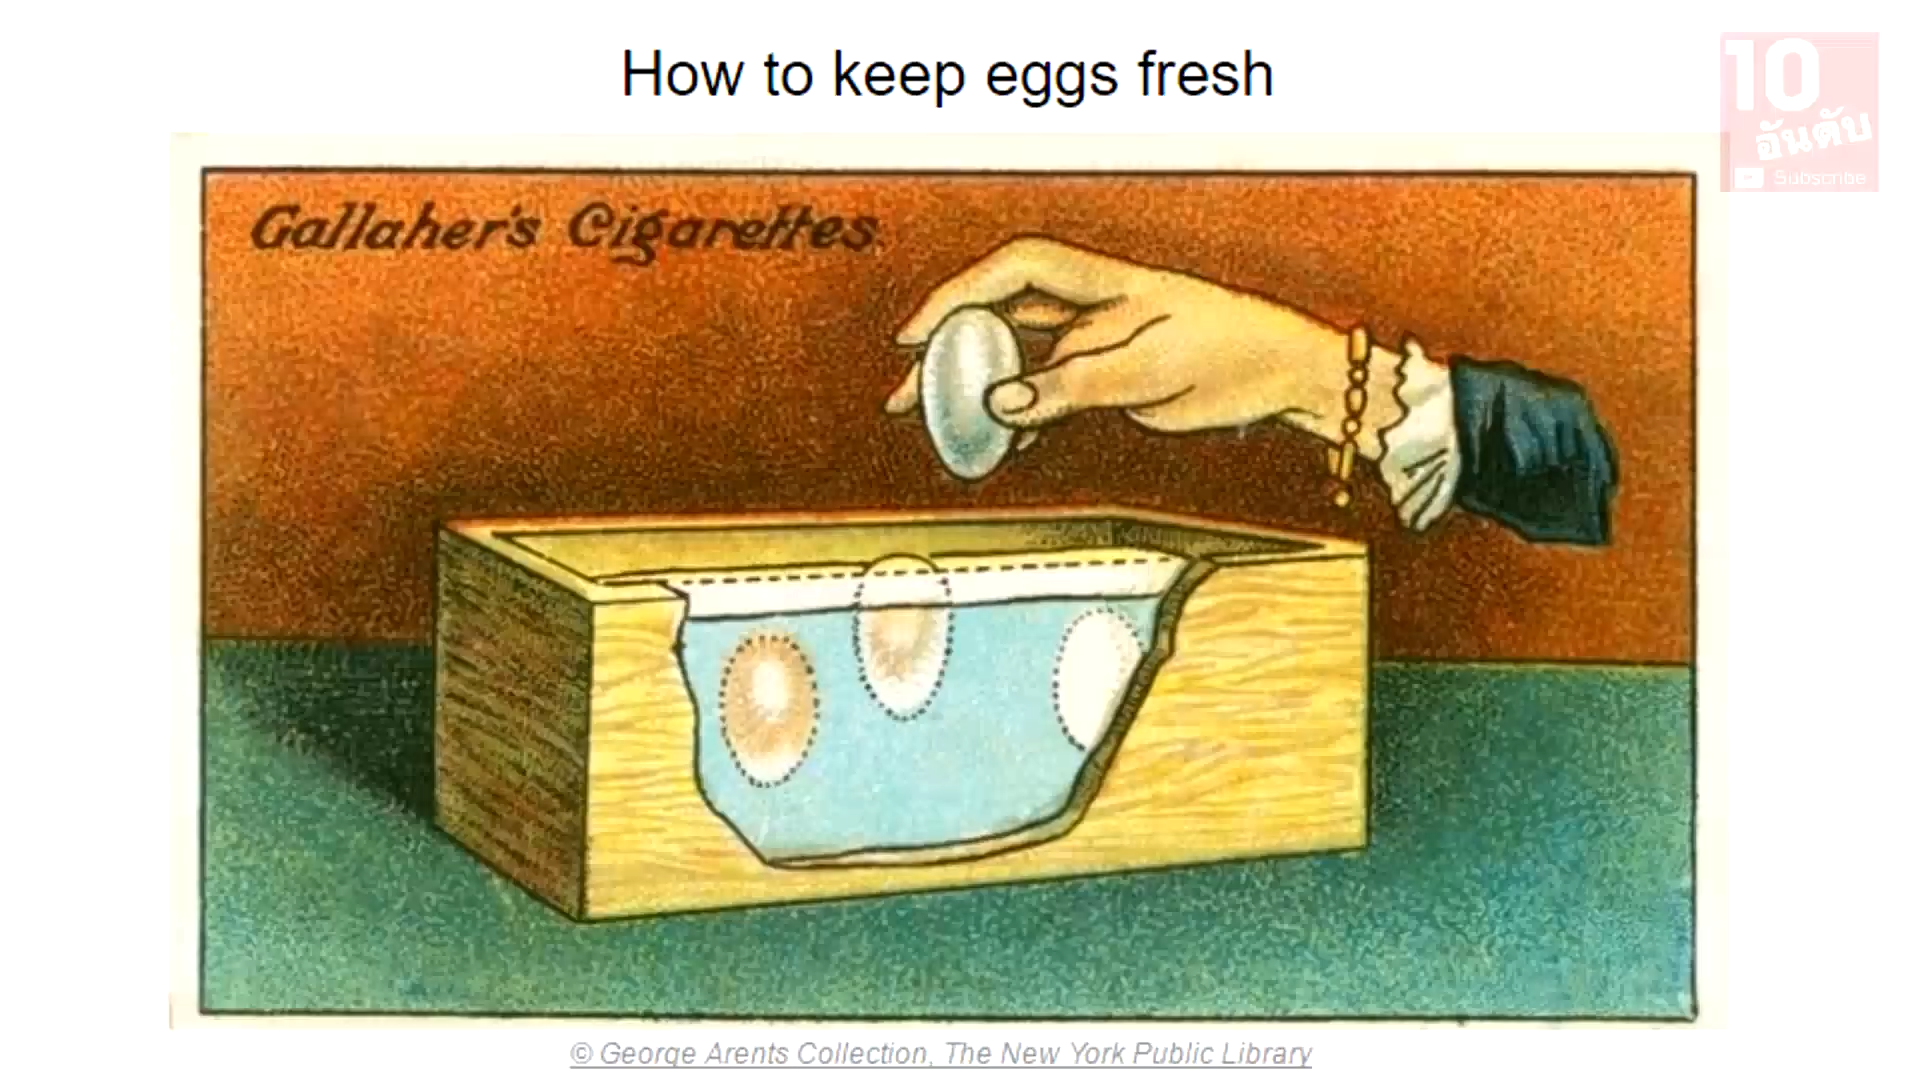 How to keep eggs fresh
10
อันดับ
Subscribe
Gallaher's Cigarettes
© George Arents Collection, The New York Public Library